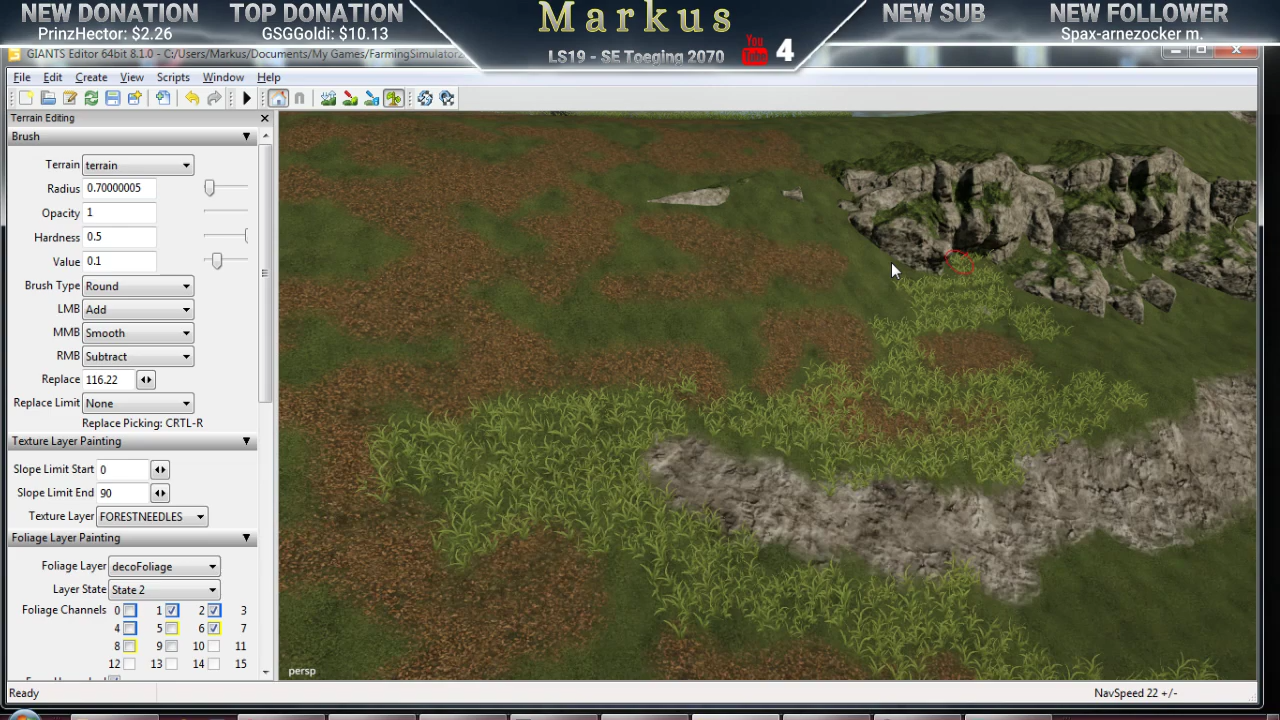 NEW DONATION
PrinzHector: $2.26
TOP DONATION
GSGGoldi: $10.13
Markus
LS19 - SE Toeging 2070
You
Tube
4
NEW SUB
NEW FOLLOWER
Spax-arnezocker m.
GIANTS Editor 64bit 8.1.0 - C:/Users/Markus/Documents/My Games/FarmingSimulator2
File Edit Create View Scripts Window Help
Terrain Editing
Brush
Terrain terrain
Radius 0.70000005
Opacity 1
Hardness 0.5
Value 0.1
Brush Type Round
LMB Add
MMB Smooth
RMB Subtract
Replace 116.22
Replace Limit None
Replace Picking: CRTL-R
Texture Layer Painting
Slope Limit Start 0
Slope Limit End 90
Texture Layer FORESTNEEDLES
Foliage Layer Painting
Foliage Layer decoFoliage
Layer State State 2
Foliage Channels 0 1 2 3
4 5 6 7
8 9 10 11
12 13 14 15
persp
Ready
NavSpeed 22 +/-